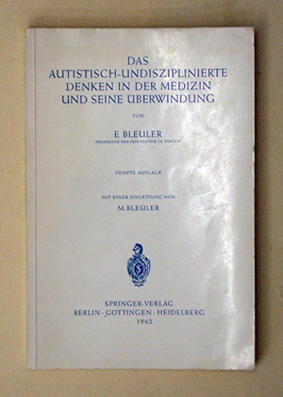 DAS
AUTISTISCH-UNDISZIPLINIERTE
DENKEN IN DER MEDIZIN
UND SEINE ÜBERWINDUNG
VON
E. BLEULER
PROFESSOR DER PSYCHIATRIE IN ZÜRICH
FÜNFTE AUFLAGE
MIT EINER EINLEITUNG VON
M. BLEULER
SPRINGER-VERLAG
BERLIN · GÖTTINGEN · HEIDELBERG
1962